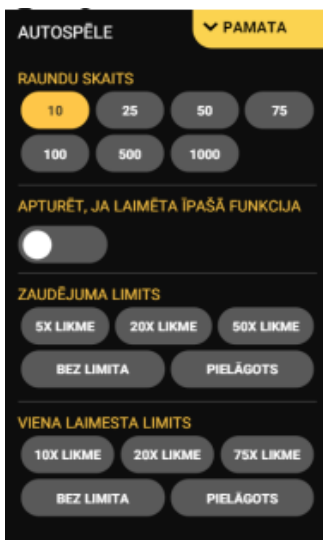 AUTOSPĒLE
PAMATA
RAUNDU SKAITS
10 25 50 75
100 500 1000
APTURĒT, JA LAIMĒTA ĪPAŠĀ FUNKCIJA
ZAUDĒJUMA LIMITS
5X LIKME 20X LIKME 50X LIKME
BEZ LIMITA PIELĀGOTS
VIENA LAIMESTA LIMITS
10X LIKME 20X LIKME 75X LIKME
BEZ LIMITA PIELĀGOTS